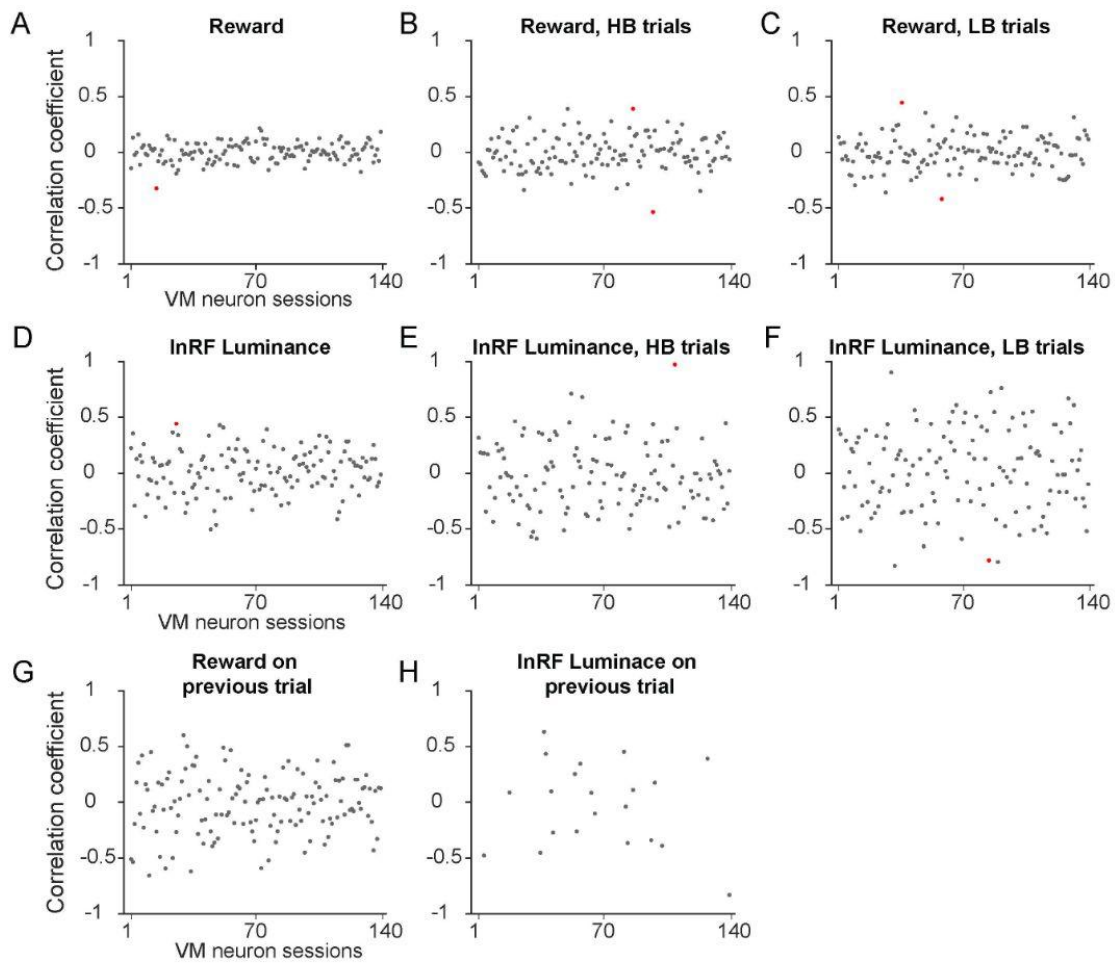 A
Reward
B
Reward, HB trials
C
Reward, LB trials
Correlation coefficient
1
0.5
0
-0.5
-1
1
70
140
VM neuron sessions
1
0.5
0
-0.5
-1
1
70
140
1
0.5
0
-0.5
-1
1
70
140
D
InRF Luminance
E
InRF Luminance, HB trials
F
InRF Luminance, LB trials
Correlation coefficient
1
0.5
0
-0.5
-1
1
70
140
VM neuron sessions
1
0.5
0
-0.5
-1
1
70
140
1
0.5
0
-0.5
-1
1
70
140
G
Reward on
previous trial
H
InRF Luminace on
previous trial
Correlation coefficient
1
0.5
0
-0.5
-1
1
70
140
VM neuron sessions
1
0.5
0
-0.5
-1
1
70
140